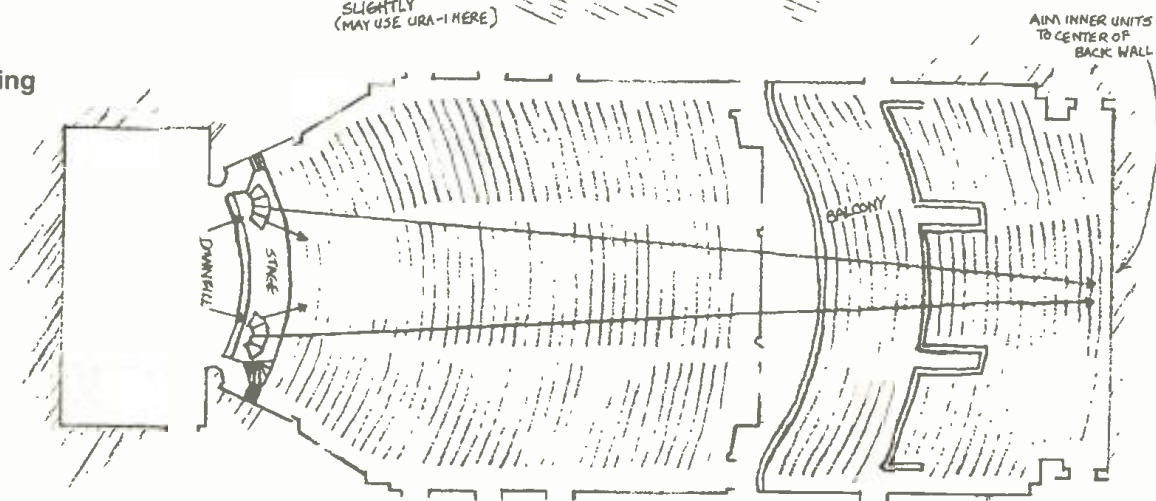 SLIGHTLY
(MAY USE URA-1 HERE)
AIM INNER UNITS
TO CENTER OF
BACK WALL
ing
BALCONY
DOWNFILL
STAGE